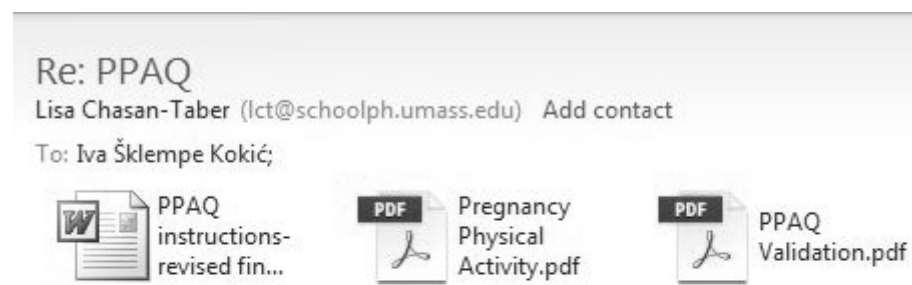 Re: PPAQ
Lisa Chasan-Taber (lct@schoolph.umass.edu) Add contact
To: Iva Šklempe Kokić;
W
PPAQ
instructions-
revised fin...
PDF
Pregnancy
Physical
Activity.pdf
PDF
PPAQ
Validation.pdf